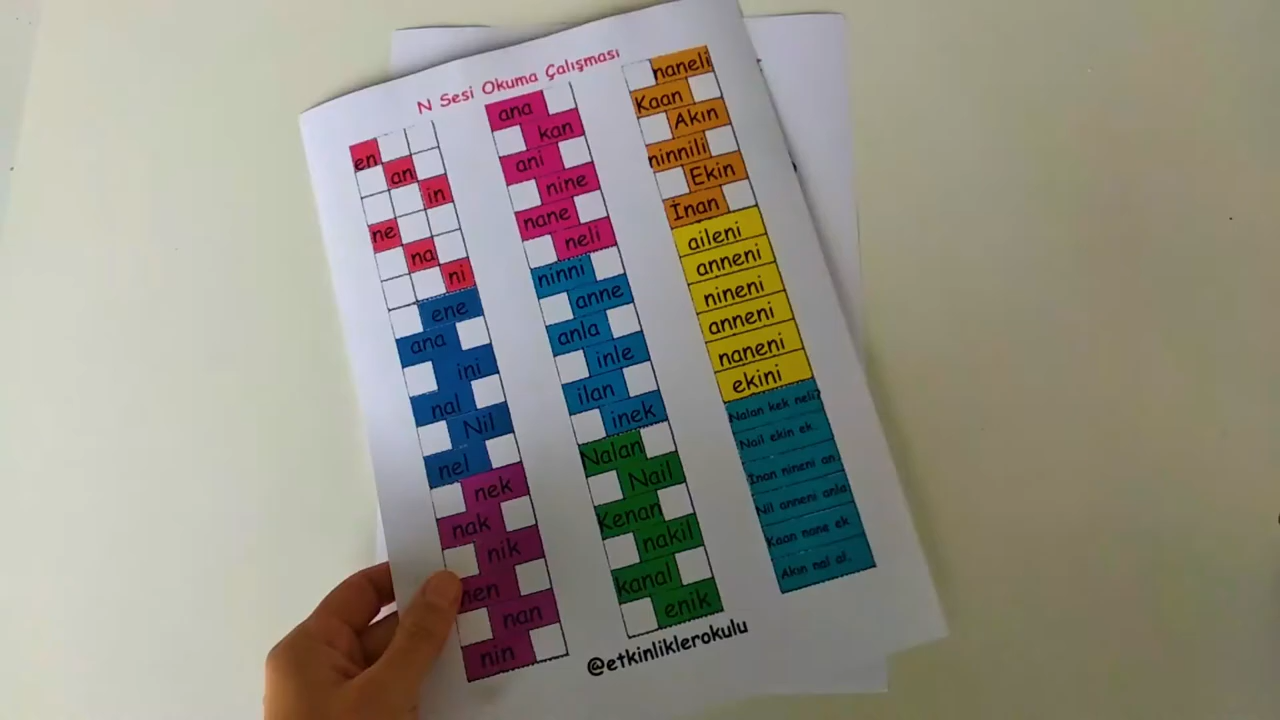 N Sesi Okuma Çalışması
en
an
in
ne
na
ni
ene
ana
ini
nal
Nil
nel
nek
nak
nik
nen
nan
nin
ana
kan
ani
nine
nane
neli
ninni
anne
anla
inle
ilan
inek
Nalan
Nail
Kenan
nakil
kanal
enik
naneli
Kaan
Akın
ninnili
Ekin
İnan
aileni
anneni
nineni
anneni
naneni
ekini
Nalan kek neli?
Nail ekin ek.
İnan nineni an.
Nil anneni anla
Kaan nane ek.
Akın nal al.
@etkinliklerokulu